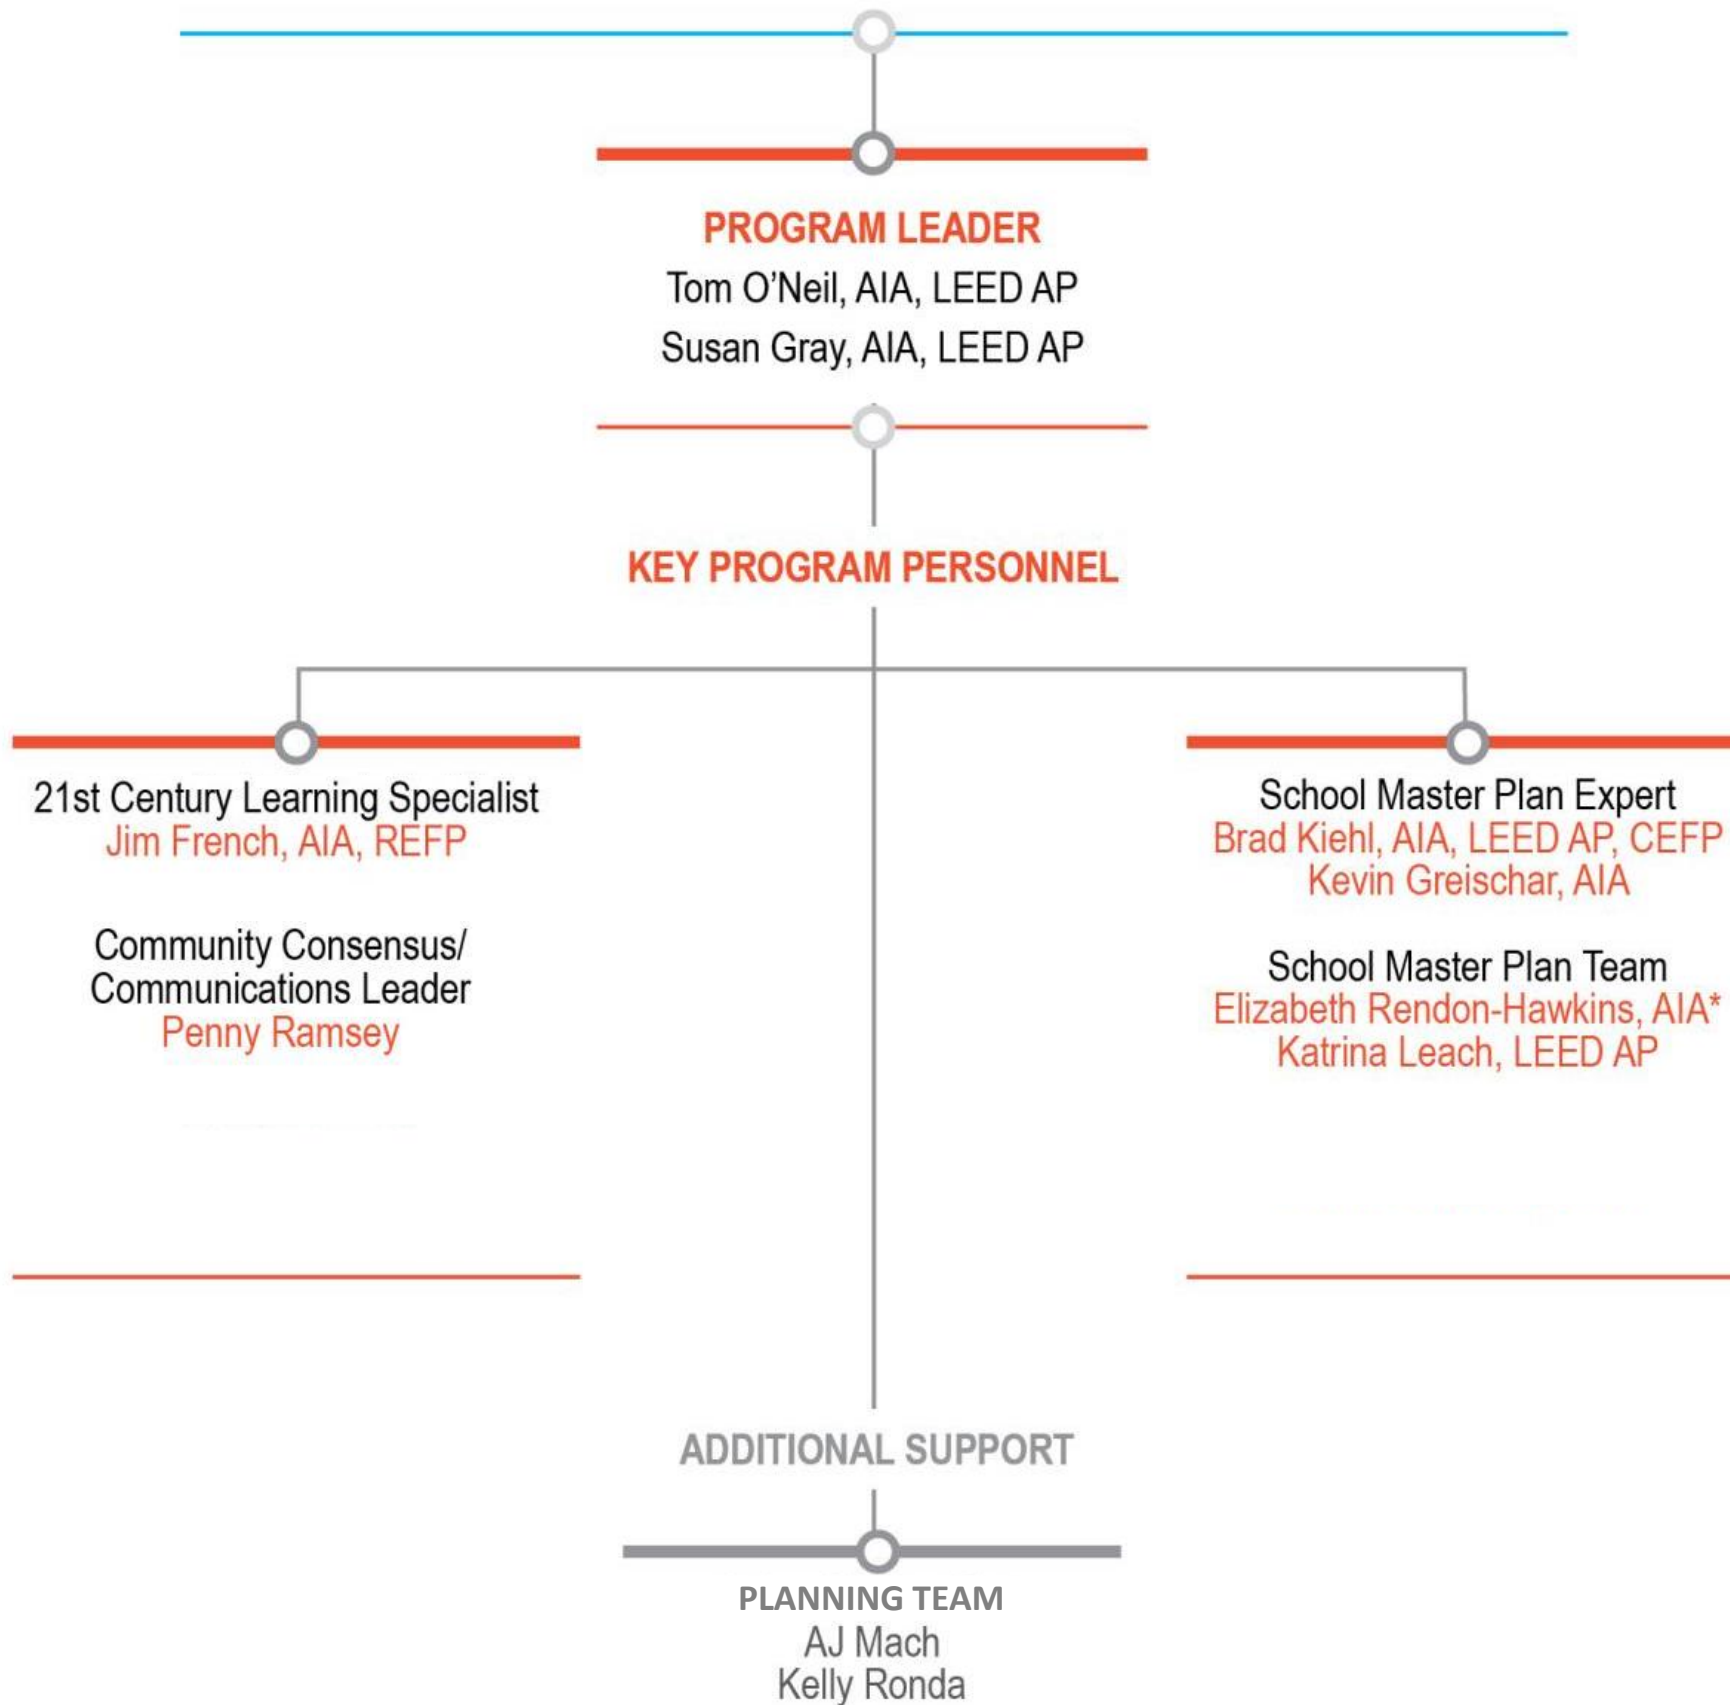 PROGRAM LEADER
Tom O’Neil, AIA, LEED AP
Susan Gray, AIA, LEED AP
KEY PROGRAM PERSONNEL
21st Century Learning Specialist
Jim French, AIA, REFP
Community Consensus/
Communications Leader
Penny Ramsey
School Master Plan Expert
Brad Kiehl, AIA, LEED AP, CEFP
Kevin Greischar, AIA
School Master Plan Team
Elizabeth Rendon-Hawkins, AIA*
Katrina Leach, LEED AP
ADDITIONAL SUPPORT
PLANNING TEAM
AJ Mach
Kelly Ronda